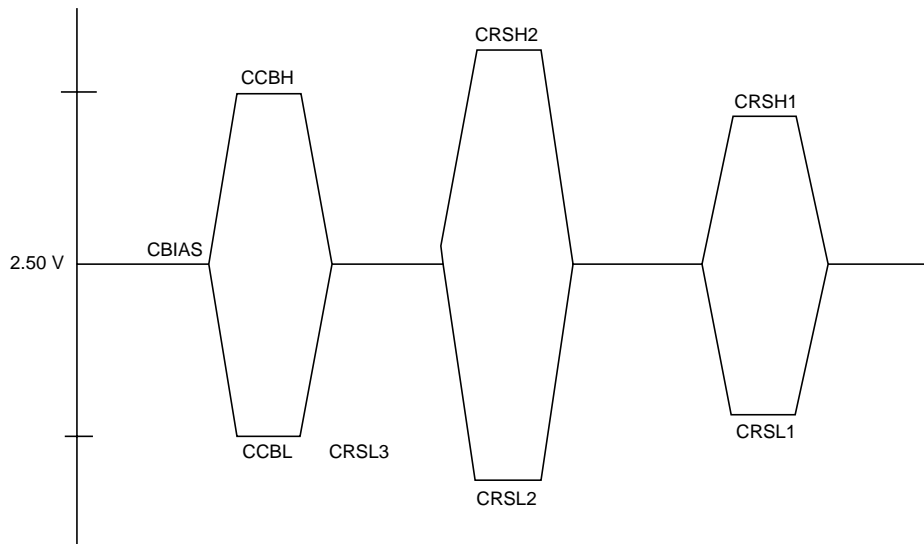 CRSH2
CCBH
CRSH1
CBIAS
2.50 V
CRSL1
CCBL CRSL3
CRSL2